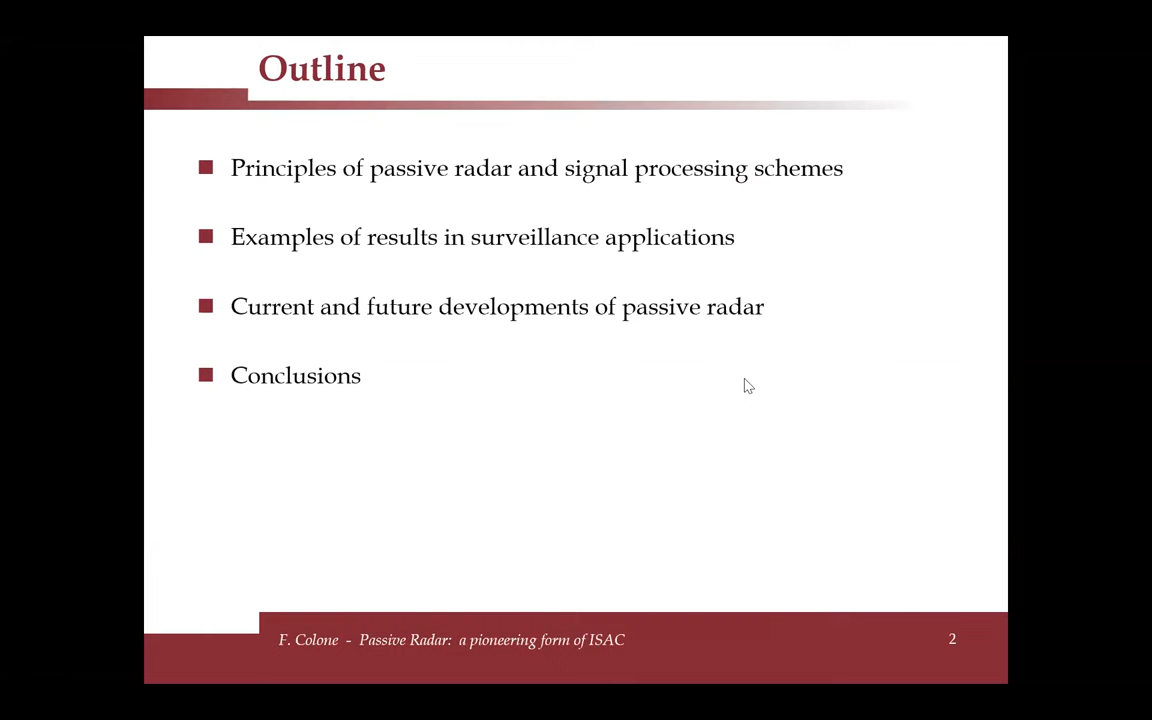 Outline
Principles of passive radar and signal processing schemes
Examples of results in surveillance applications
Current and future developments of passive radar
Conclusions
F. Colone - Passive Radar: a pioneering form of ISAC
2